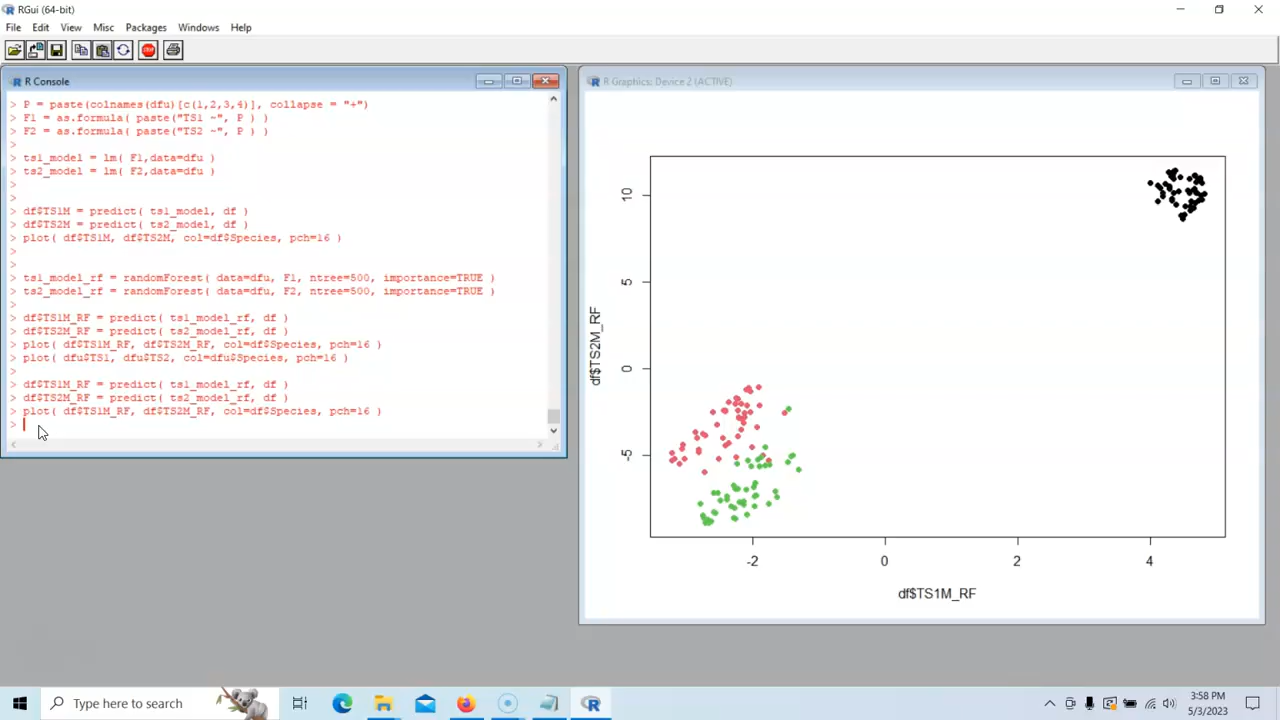 RGui (64-bit)
File Edit View Misc Packages Windows Help
STOP
R Console
> P = paste(colnames(dfu)[c(1,2,3,4)], collapse = "+")
> F1 = as.formula( paste("TS1 ~", P ) )
> F2 = as.formula( paste("TS2 ~", P ) )
>
> ts1_model = lm( F1,data=dfu )
> ts2_model = lm( F2,data=dfu )
>
>
> df$TS1M = predict( ts1_model, df )
> df$TS2M = predict( ts2_model, df )
> plot( df$TS1M, df$TS2M, col=df$Species, pch=16 )
>
>
> ts1_model_rf = randomForest( data=dfu, F1, ntree=500, importance=TRUE )
> ts2_model_rf = randomForest( data=dfu, F2, ntree=500, importance=TRUE )
>
> df$TS1M_RF = predict( ts1_model_rf, df )
> df$TS2M_RF = predict( ts2_model_rf, df )
> plot( df$TS1M_RF, df$TS2M_RF, col=df$Species, pch=16 )
> plot( dfu$TS1, dfu$TS2, col=dfu$Species, pch=16 )
>
> df$TS1M_RF = predict( ts1_model_rf, df )
> df$TS2M_RF = predict( ts2_model_rf, df )
> plot( df$TS1M_RF, df$TS2M_RF, col=df$Species, pch=16 )
>
R Graphics: Device 2 (ACTIVE)
10
5
0
-5
df$TS2M_RF
-2 0 2 4
df$TS1M_RF
Type here to search
3:58 PM
5/3/2023